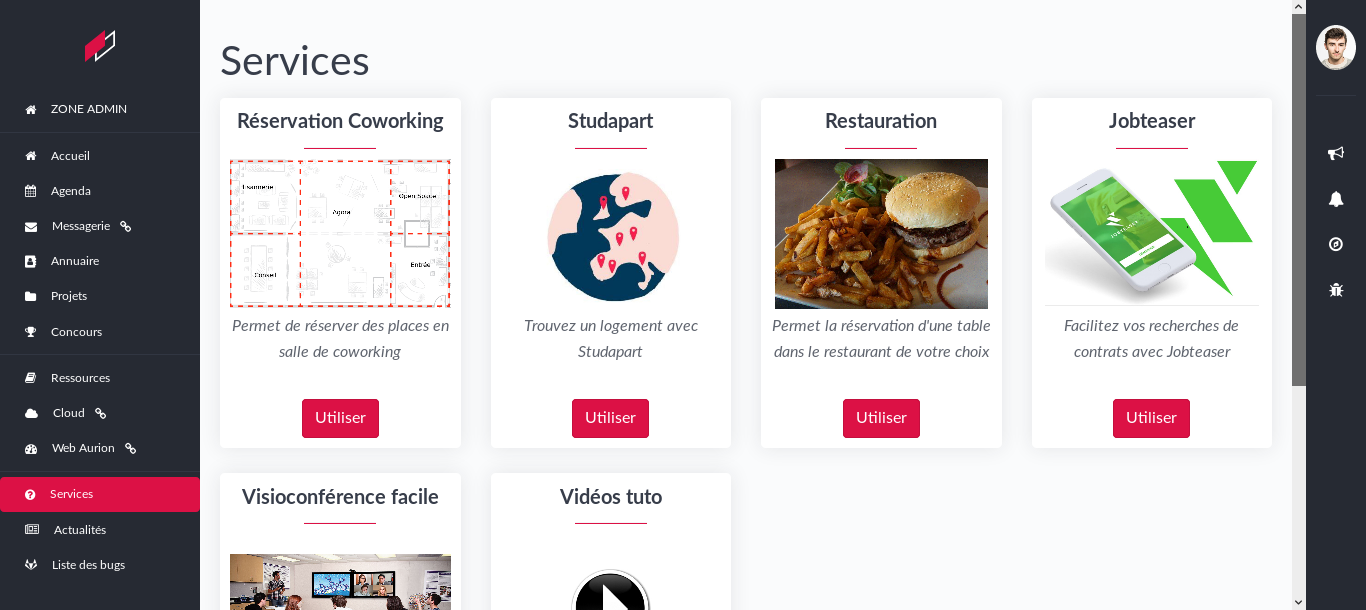 ZONE ADMIN
Accueil
Agenda
Messagerie
Annuaire
Projets
Concours
Ressources
Cloud
Web Aurion
Services
Actualités
Liste des bugs
Services
Réservation Coworking
Tisannerie
Agora
Open Space
Conseil
Entrée
Permet de réserver des places en
salle de coworking
Utiliser
Studapart
Trouvez un logement avec
Studapart
Utiliser
Restauration
Permet la réservation d'une table
dans le restaurant de votre choix
Utiliser
Jobteaser
JOBTEASER
Facilitez vos recherches de
contrats avec Jobteaser
Utiliser
Visioconférence facile
Vidéos tuto